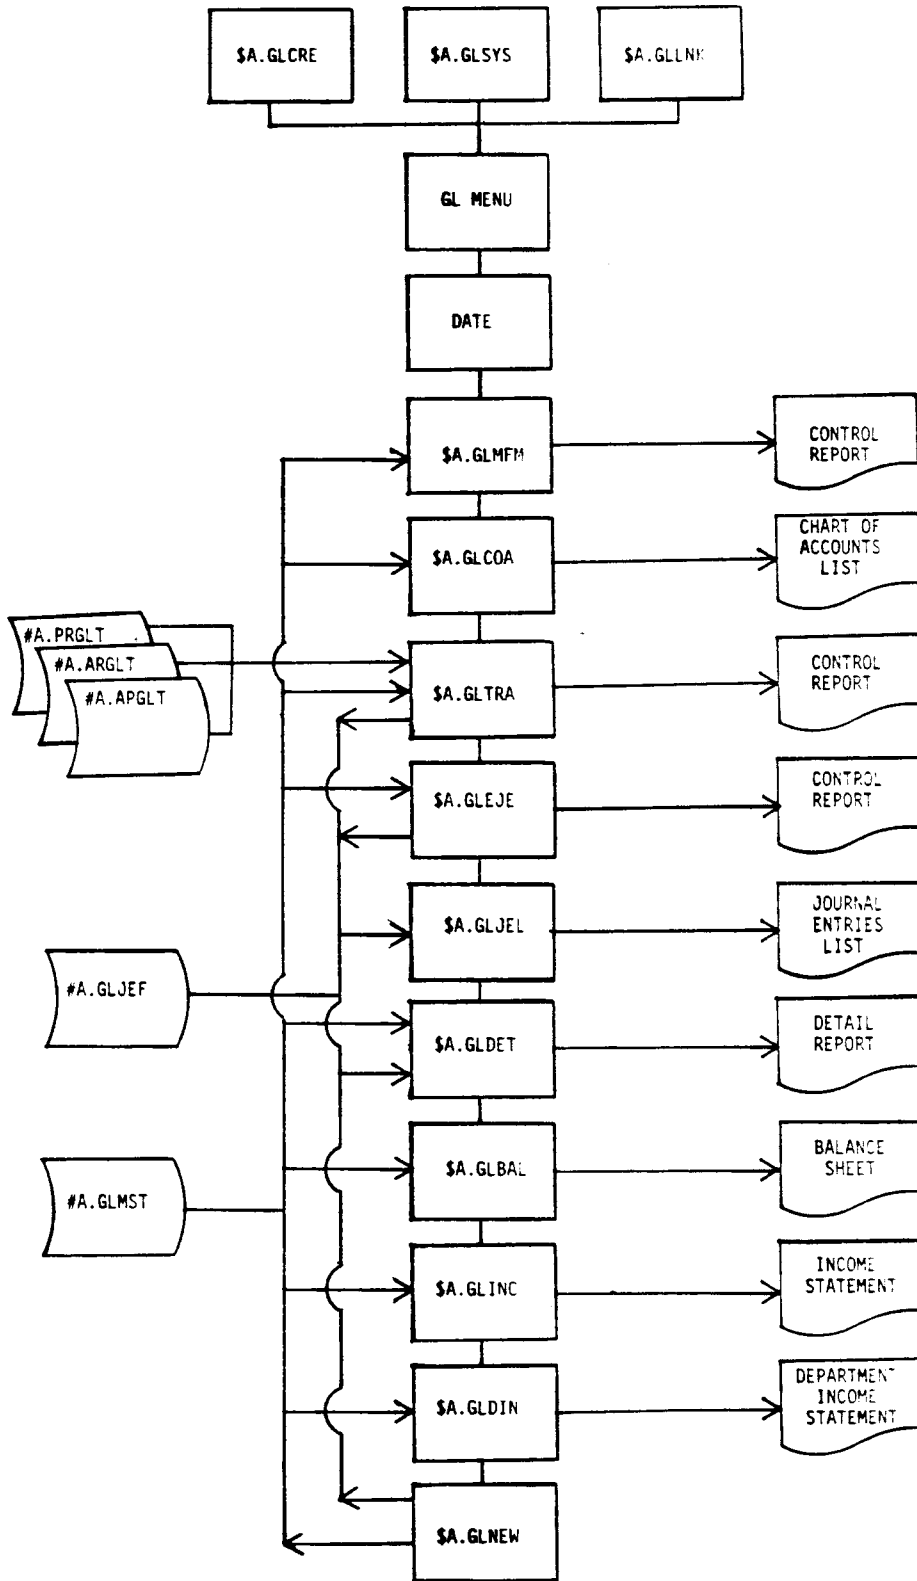 $A.GLCRE
$A.GLSYS
$A.GLLNK
GL MENU
DATE
$A.GLMFM
CONTROL
REPORT
$A.GLCOA
CHART OF
ACCOUNTS
LIST
#A.PRGLT
#A.ARGLT
#A.APGLT
$A.GLTRA
CONTROL
REPORT
$A.GLEJE
CONTROL
REPORT
$A.GLJEL
JOURNAL
ENTRIES
LIST
#A.GLJEF
$A.GLDET
DETAIL
REPORT
#A.GLMST
$A.GLBAL
BALANCE
SHEET
$A.GLINC
INCOME
STATEMENT
$A.GLDIN
DEPARTMENT
INCOME
STATEMENT
$A.GLNEW